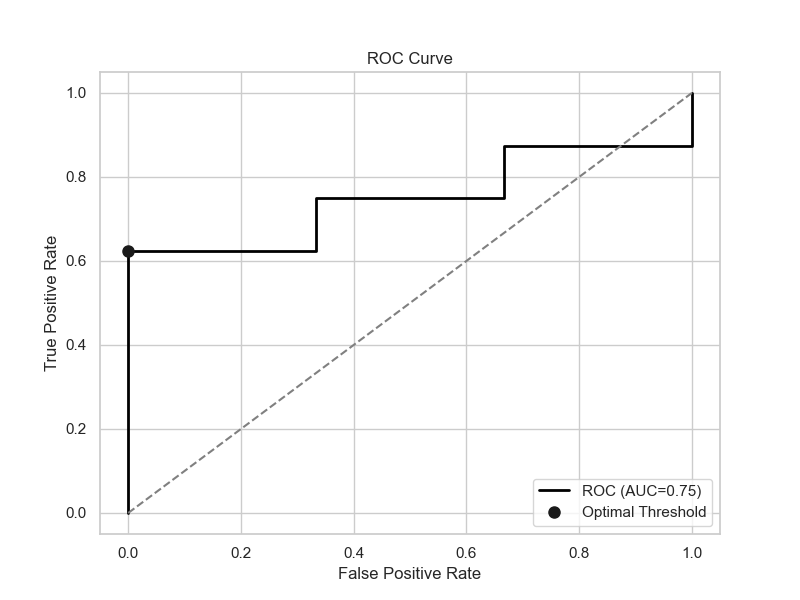 ROC Curve
1.0
0.8
0.6
0.4
0.2
0.0
True Positive Rate
0.0 0.2 0.4 0.6 0.8 1.0
False Positive Rate
ROC (AUC=0.75)
Optimal Threshold